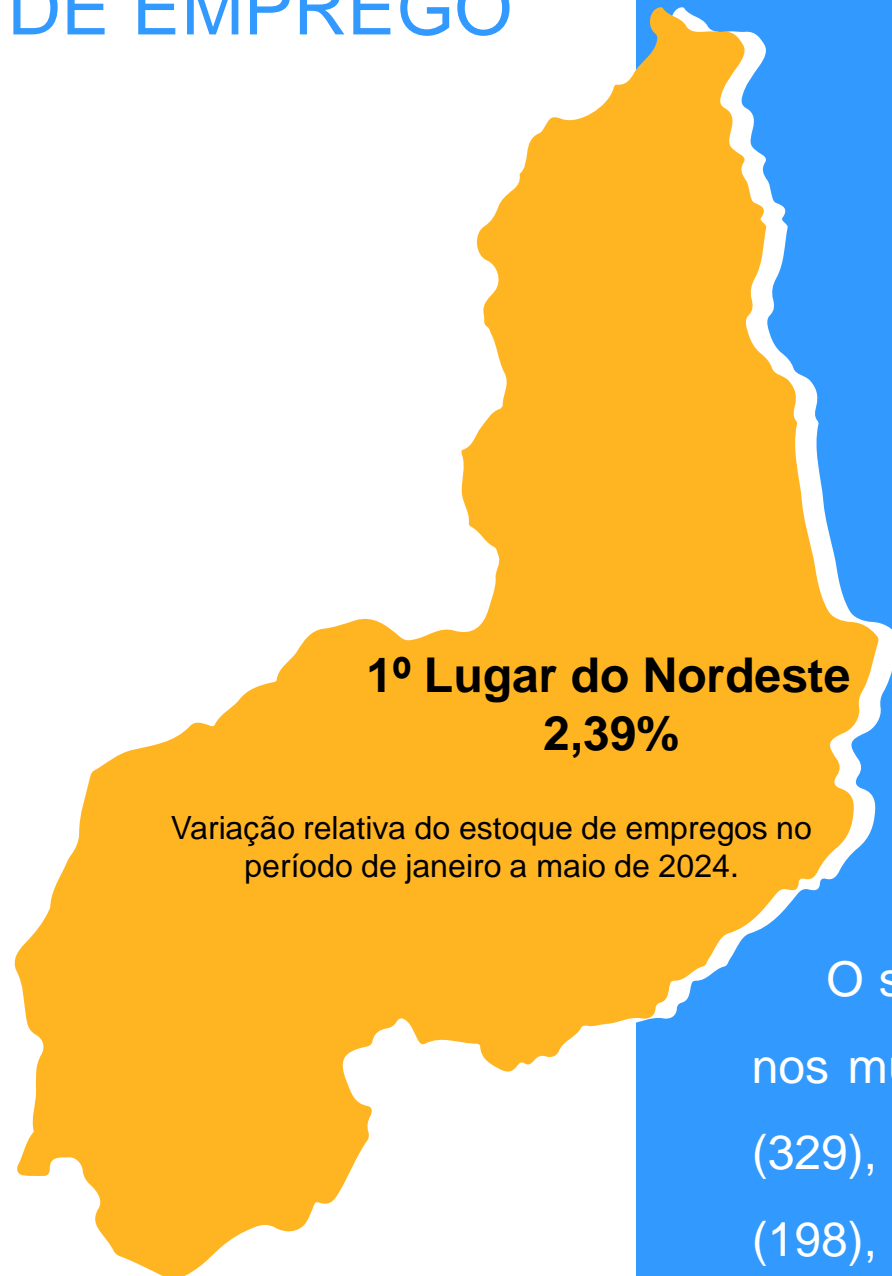 DE EMPREGO
1º Lugar do Nordeste
2,39%
Variação relativa do estoque de empregos no
período de janeiro a maio de 2024.
O
nos
(329),
(198),